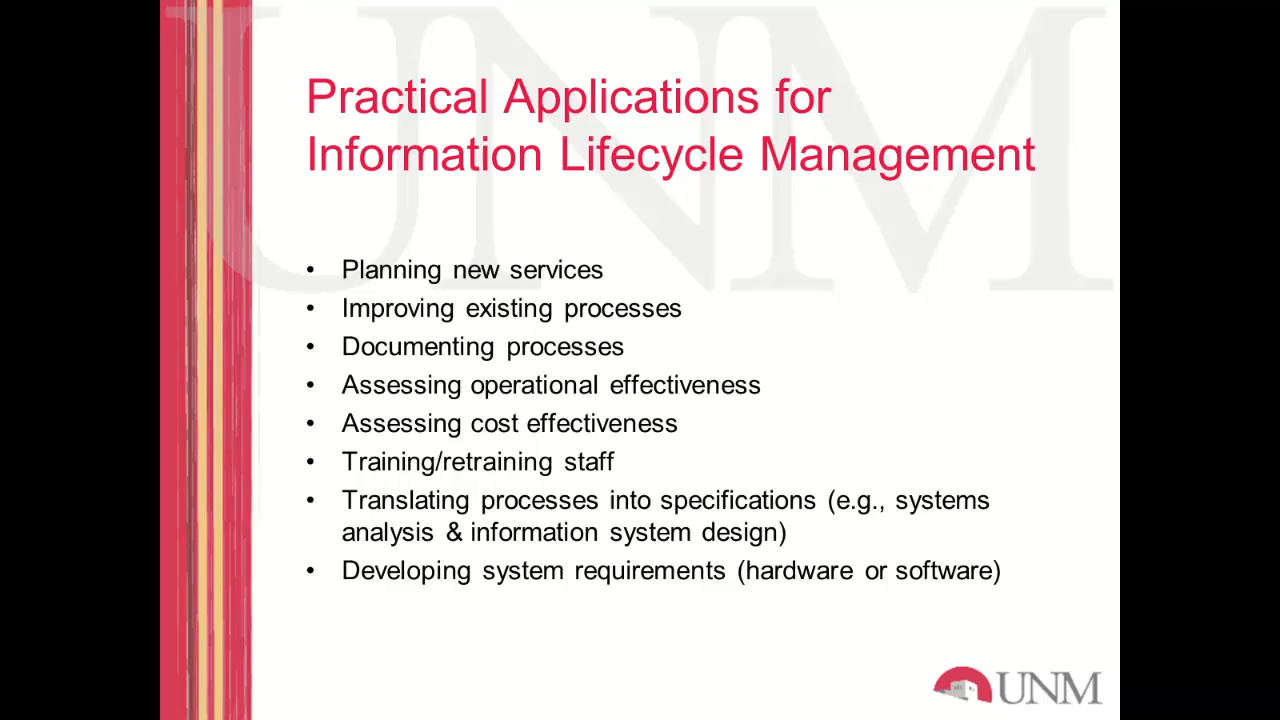 UNM
Practical Applications for
Information Lifecycle Management
• Planning new services
• Improving existing processes
• Documenting processes
• Assessing operational effectiveness
• Assessing cost effectiveness
• Training/retraining staff
• Translating processes into specifications (e.g., systems
analysis & information system design)
• Developing system requirements (hardware or software)
UNM